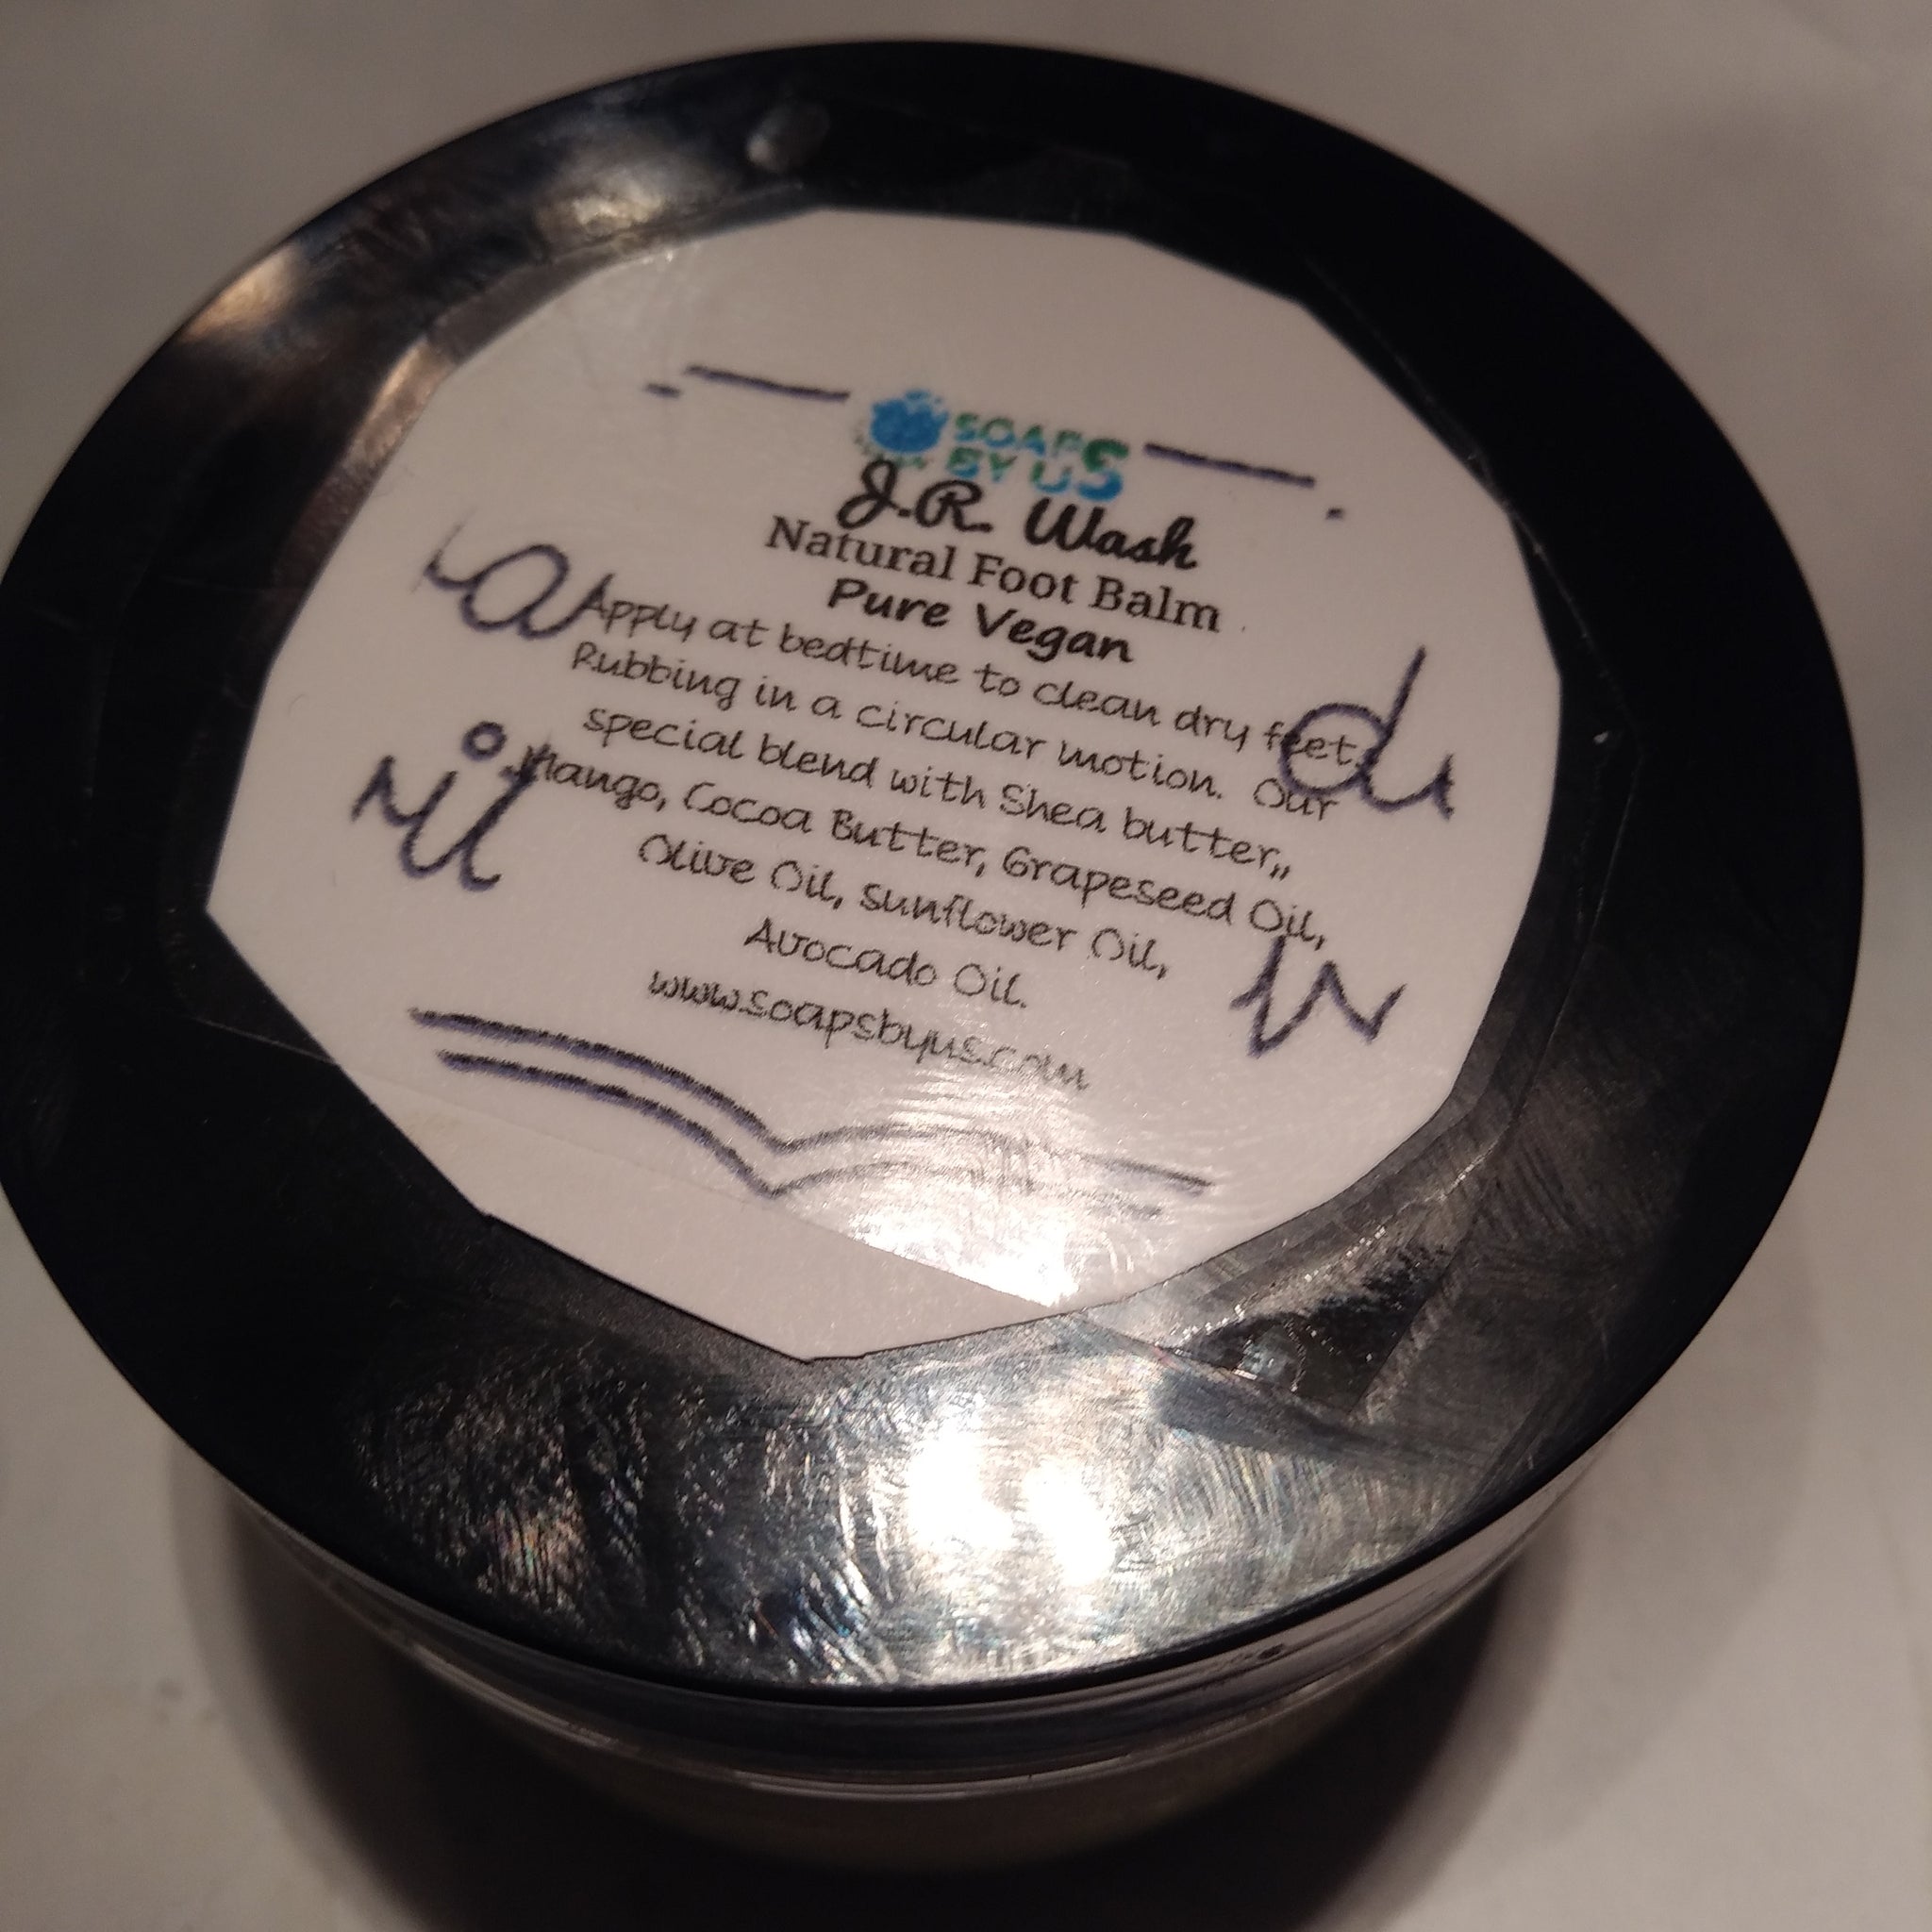 SOAPS
BY US
J.R. Wash
Natural Foot Balm
Pure Vegan
Apply at bedtime to clean dry feet.
Rubbing in a circular motion. Our
special blend with Shea butter,,
Mango, Cocoa Butter, Grapeseed Oil,
Olive Oil, Sunflower Oil,
Avocado Oil.
www.soapsbyus.com